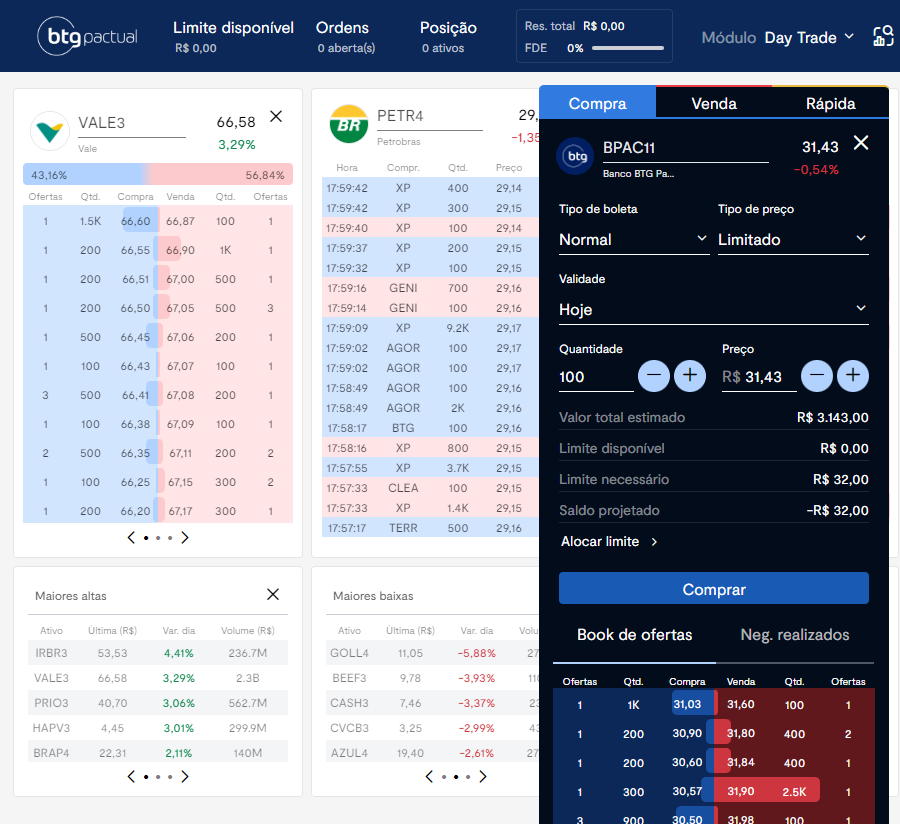 btgpactual
Limite disponível
R$ 0,00
Ordens
0 aberta(s)
Posição
0 ativos
Res. total R$ 0,00
FDE 0%
Módulo Day Trade
VALE3
Vale
66,58
3,29%
43,16% 56,84%
Ofertas Qtd. Compra Venda Qtd. Ofertas
1 1.5K 66,60 66,87 100 1
1 200 66,55 66,90 1K 1
1 200 66,51 67,00 500 1
1 200 66,50 67,05 500 3
1 500 66,45 67,06 200 1
1 100 66,43 67,07 100 1
3 500 66,41 67,08 200 1
1 100 66,38 67,09 100 1
2 500 66,35 67,11 200 2
1 100 66,25 67,15 300 2
1 200 66,20 67,17 300 1
BR
PETR4
Petrobras
29,
-1,35
Hora Compr. Qtd. Preço
17:59:42 XP 400 29,14
17:59:42 XP 300 29,15
17:59:40 XP 100 29,14
17:59:37 XP 200 29,15
17:59:32 XP 100 29,15
17:59:16 GENI 700 29,16
17:59:14 GENI 100 29,16
17:59:09 XP 9.2K 29,17
17:59:02 AGOR 100 29,17
17:59:02 AGOR 100 29,17
17:58:49 AGOR 100 29,16
17:58:49 AGOR 2K 29,16
17:58:17 BTG 100 29,16
17:58:16 XP 800 29,15
17:57:55 XP 3.7K 29,15
17:57:33 CLEA 100 29,15
17:57:33 XP 1.4K 29,15
17:57:17 TERR 500 29,16
Maiores altas
Ativo Última (R$) Var. dia Volume (R$)
IRBR3 53,53 4,41% 236.7M
VALE3 66,58 3,29% 2.3B
PRIO3 40,70 3,06% 562.7M
HAPV3 4,45 3,01% 299.9M
BRAP4 22,31 2,11% 140M
Maiores baixas
Ativo Última (R$) Var. dia
GOLL4 11,05 -5,88% 27
BEEF3 9,78 -3,93%
CASH3 7,46 -3,37%
CVCB3 3,25 -2,99%
AZUL4 19,40 -2,61% 27
Compra Venda Rápida
btg
BPAC11
Banco BTG Pa...
31,43
-0,54%
Tipo de boleta Tipo de preço
Normal Limitado
Validade
Hoje
Quantidade Preço
100 − + R$ 31,43 − +
Valor total estimado R$ 3.143,00
Limite disponível R$ 0,00
Limite necessário R$ 32,00
Saldo projetado -R$ 32,00
Alocar limite
Comprar
Book de ofertas Neg. realizados
Ofertas Qtd. Compra Venda Qtd. Ofertas
1 1K 31,03 31,60 100 1
1 200 30,90 31,80 400 2
1 200 30,60 31,84 400 1
1 300 30,57 31,90 2.5K 1
3 900 30,50 31,98 100 1